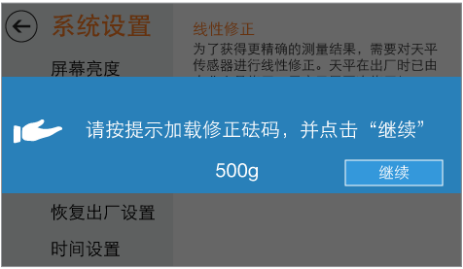 系统设置
屏幕亮度
线性修正
为了获得更精确的测量结果，需要对天平
传感器进行线性修正。天平在出厂时已由
请按提示加载修正砝码，并点击“继续”
500g
继续
恢复出厂设置
时间设置